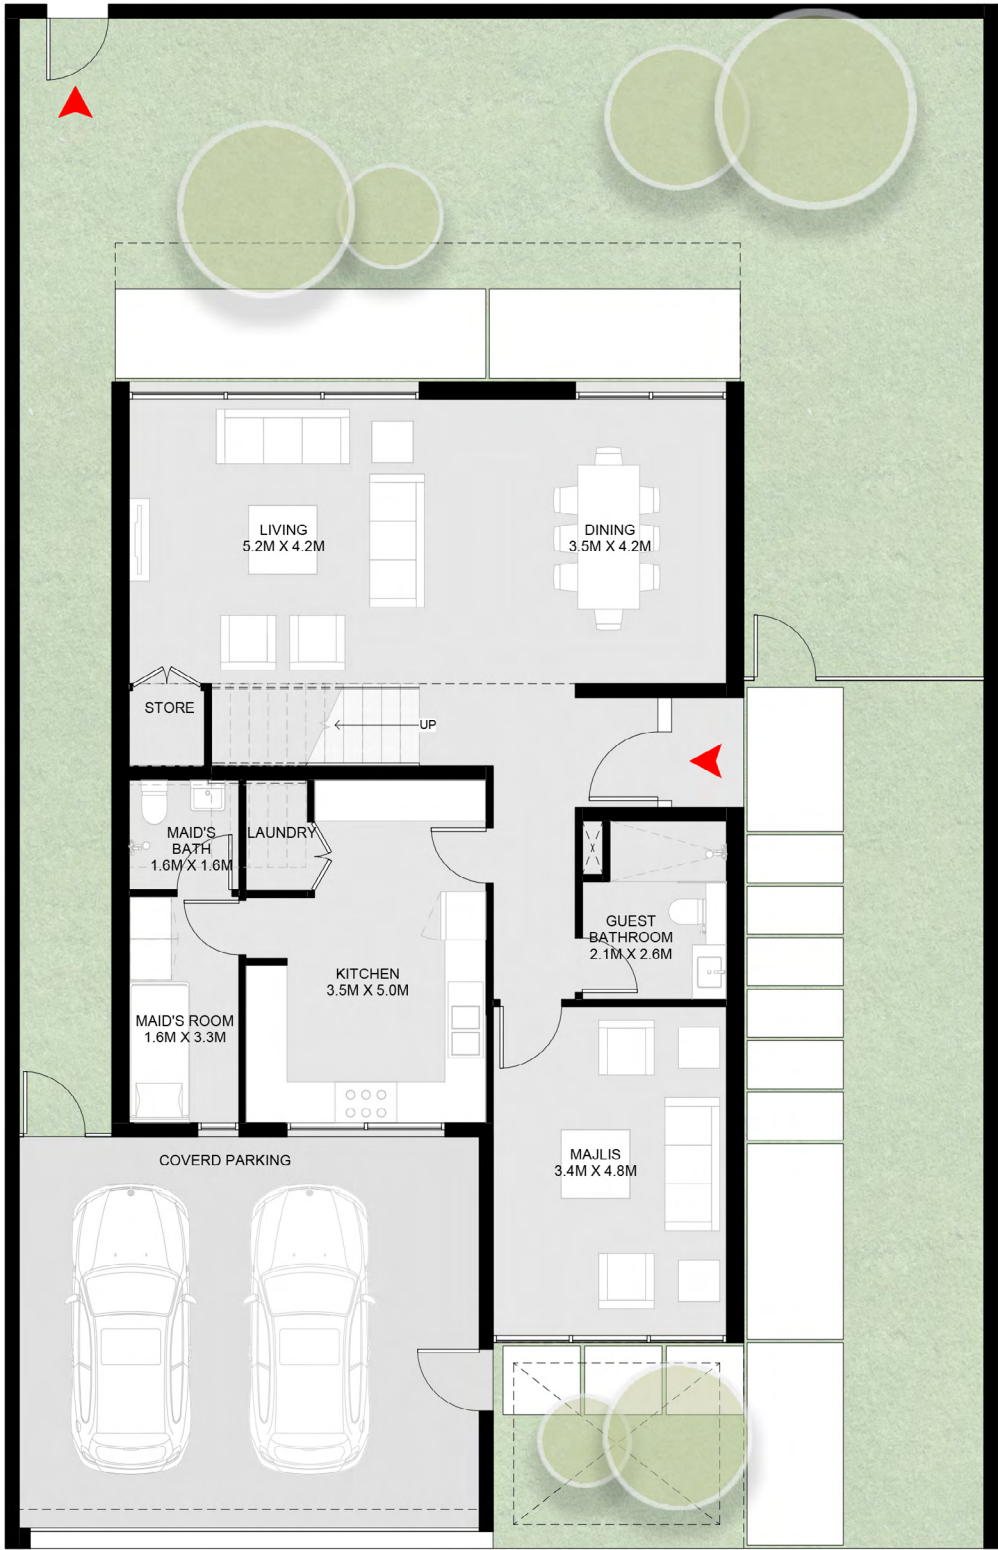 LIVING
5.2M X 4.2M
DINING
3.5M X 4.2M
STORE
UP
MAID'S
BATH
1.6M X 1.6M
LAUNDRY
GUEST
BATHROOM
2.1M X 2.6M
KITCHEN
3.5M X 5.0M
MAID'S ROOM
1.6M X 3.3M
MAJLIS
3.4M X 4.8M
COVERD PARKING